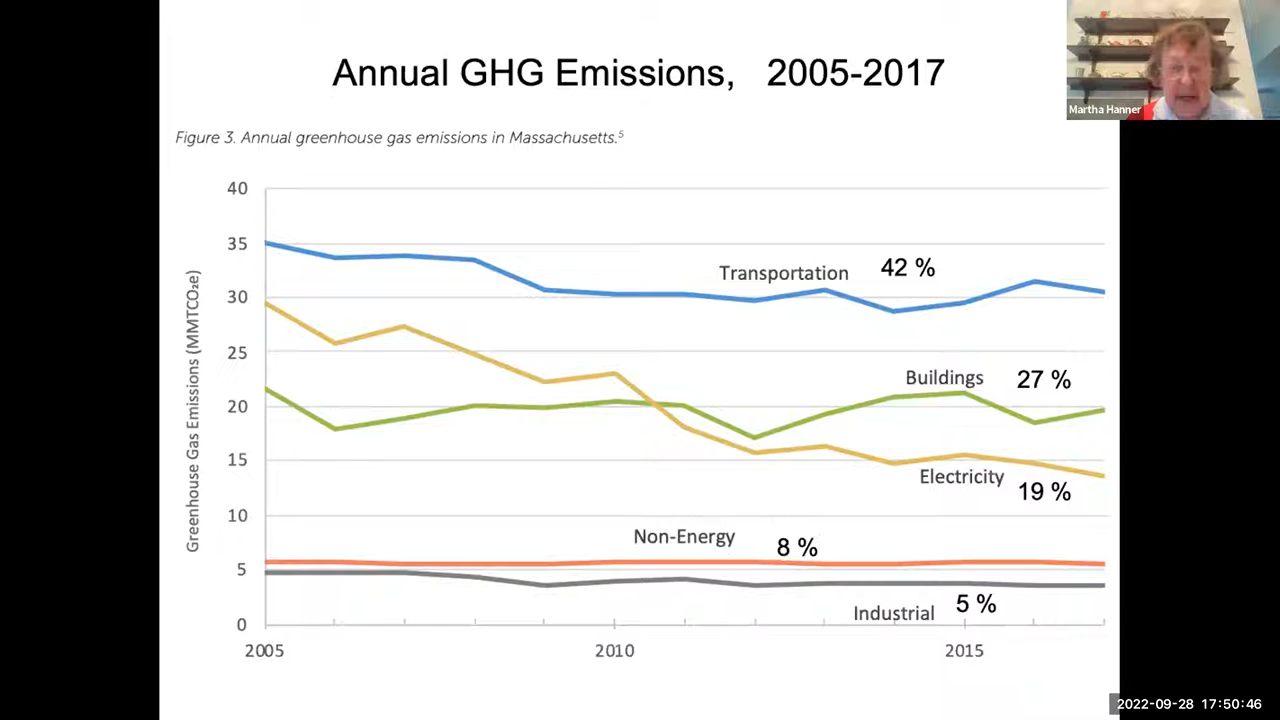 Annual GHG Emissions, 2005-2017
Martha Hanner
Figure 3. Annual greenhouse gas emissions in Massachusetts.⁵
Greenhouse Gas Emissions (MMTCO₂e)
40
35
Transportation 42 %
30
25
Buildings 27 %
20
15
Electricity
19 %
10
Non-Energy 8 %
5
Industrial 5 %
0
2005 2010 2015
2022-09-28 17:50:46